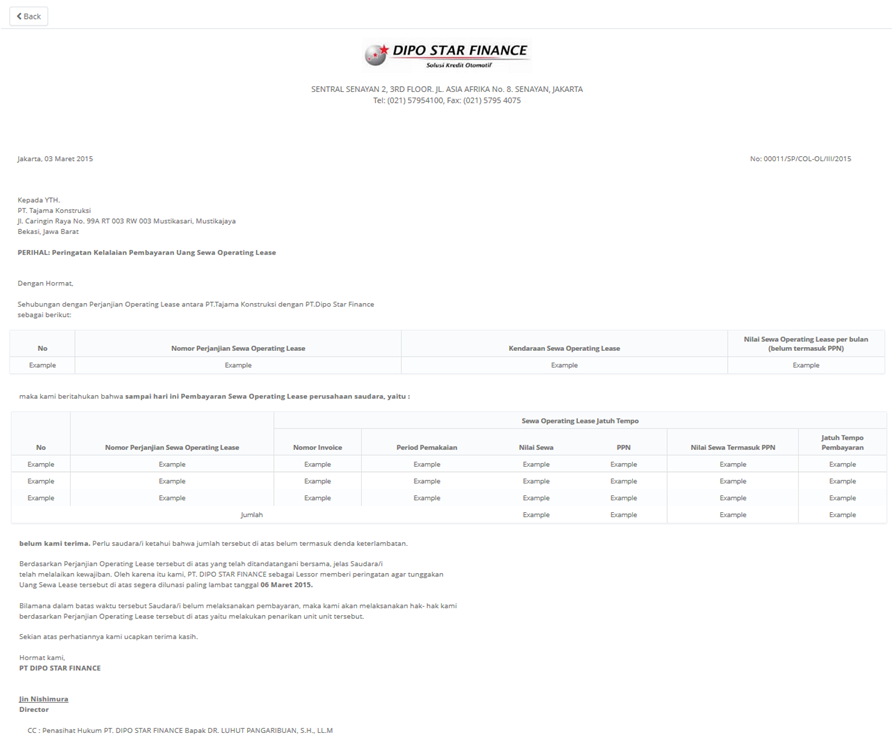 Back
DIPO STAR FINANCE
Solusi Kredit Otomotif
SENTRAL SENAYAN 2, 3RD FLOOR. JL. ASIA AFRIKA No. 8. SENAYAN, JAKARTA
Tel: (021) 57954100, Fax: (021) 5795 4075
Jakarta, 03 Maret 2015 No: 00011/SP/COL-OL/III/2015
Kepada YTH,
PT. Tajama Konstruksi
Jl. Caringin Raya No. 99A RT 003 RW 003 Mustikasari, Mustikajaya
Bekasi, Jawa Barat
PERIHAL: Peringatan Kelalaian Pembayaran Uang Sewa Operating Lease
Dengan Hormat,
Sehubungan dengan Perjanjian Operating Lease antara PT.Tajama Konstruksi dengan PT.Dipo Star Finance
sebagai berikut:
No Nomor Perjanjian Sewa Operating Lease Kendaraan Sewa Operating Lease Nilai Sewa Operating Lease per bulan
(belum termasuk PPN)
Example Example Example Example
maka kami beritahukan bahwa sampai hari ini Pembayaran Sewa Operating Lease perusahaan saudara, yaitu :
Sewa Operating Lease Jatuh Tempo
No Nomor Perjanjian Sewa Operating Lease Nomor Invoice Period Pemakaian Nilai Sewa PPN Nilai Sewa Termasuk PPN Jatuh Tempo
Pembayaran
Example Example Example Example Example Example Example Example
Example Example Example Example Example Example Example Example
Example Example Example Example Example Example Example Example
Jumlah Example Example Example Example
belum kami terima. Perlu saudara/i ketahui bahwa jumlah tersebut di atas belum termasuk denda keterlambatan.
Berdasarkan Perjanjian Operating Lease tersebut di atas yang telah ditandatangani bersama, jelas Saudara/i
telah melalaikan kewajiban. Oleh karena itu kami, PT. DIPO STAR FINANCE sebagai Lessor memberi peringatan agar tunggakan
Uang Sewa Lease tersebut di atas segera dilunasi paling lambat tanggal 06 Maret 2015.
Bilamana dalam batas waktu tersebut Saudara/i belum melaksanakan pembayaran, maka kami akan melaksanakan hak- hak kami
berdasarkan Perjanjian Operating Lease tersebut di atas yaitu melakukan penarikan unit unit tersebut.
Sekian atas perhatiannya kami ucapkan terima kasih.
Hormat kami,
PT DIPO STAR FINANCE
Jin Nishimura
Director
CC : Penasihat Hukum PT. DIPO STAR FINANCE Bapak DR. LUHUT PANGARIBUAN, S.H., LL.M